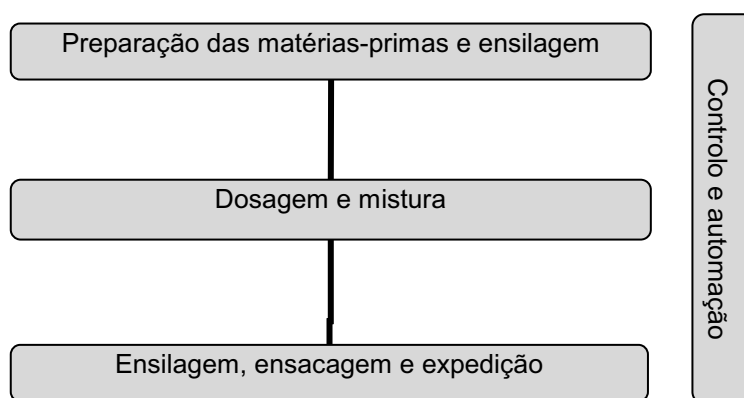 Preparação das matérias-primas e ensilagem
Dosagem e mistura
Ensilagem, ensacagem e expedição
Controlo e automação